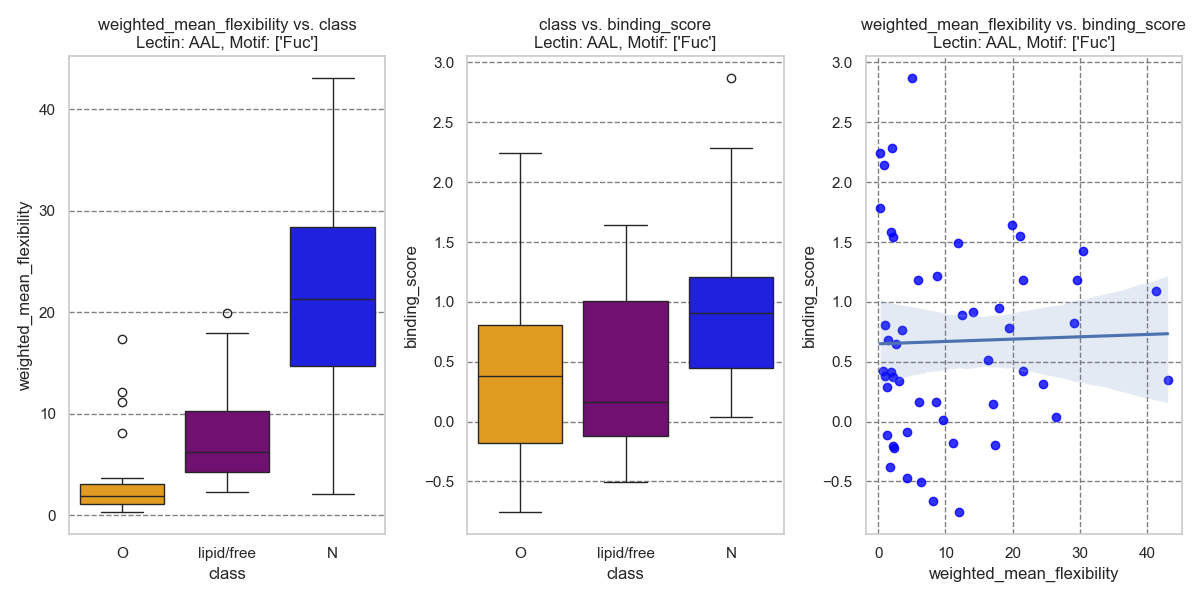 weighted_mean_flexibility vs. class
Lectin: AAL, Motif: ['Fuc']
weighted_mean_flexibility
40
30
20
10
0
O
lipid/free
N
class
class vs. binding_score
Lectin: AAL, Motif: ['Fuc']
binding_score
3.0
2.5
2.0
1.5
1.0
0.5
0.0
−0.5
O
lipid/free
N
class
weighted_mean_flexibility vs. binding_score
Lectin: AAL, Motif: ['Fuc']
binding_score
3.0
2.5
2.0
1.5
1.0
0.5
0.0
−0.5
0
10
20
30
40
weighted_mean_flexibility